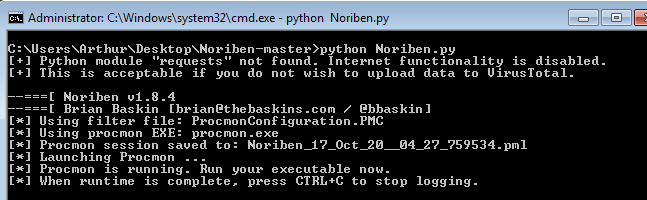 Administrator: C:\Windows\system32\cmd.exe - python  Noriben.py
C:\Users\Arthur\Desktop\Noriben-master>python Noriben.py
[+] Python module "requests" not found. Internet functionality is disabled.
[+] This is acceptable if you do not wish to upload data to VirusTotal.
--===[ Noriben v1.8.4
--===[ Brian Baskin [brian@thebaskins.com / @bbaskin]
[*] Using filter file: ProcmonConfiguration.PMC
[*] Using procmon EXE: procmon.exe
[*] Procmon session saved to: Noriben_17_Oct_20__04_27_759534.pml
[*] Launching Procmon ...
[*] Procmon is running. Run your executable now.
[*] When runtime is complete, press CTRL+C to stop logging.